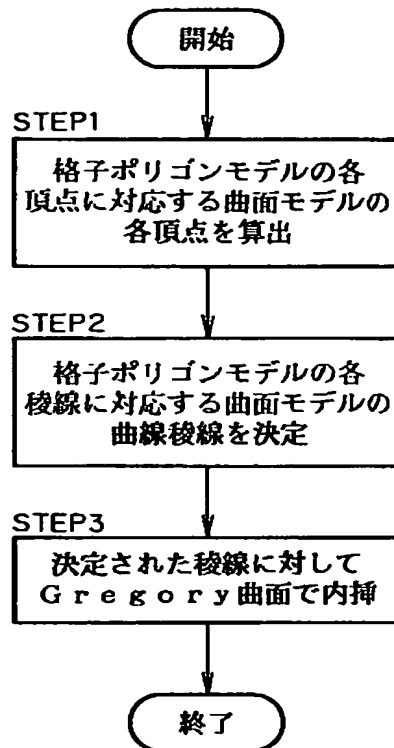 開始
STEP1
格子ポリゴンモデルの各
頂点に対応する曲面モデルの
各頂点を算出
STEP2
格子ポリゴンモデルの各
稜線に対応する曲面モデルの
曲線稜線を決定
STEP3
決定された稜線に対して
Gregory曲面で内挿
終了